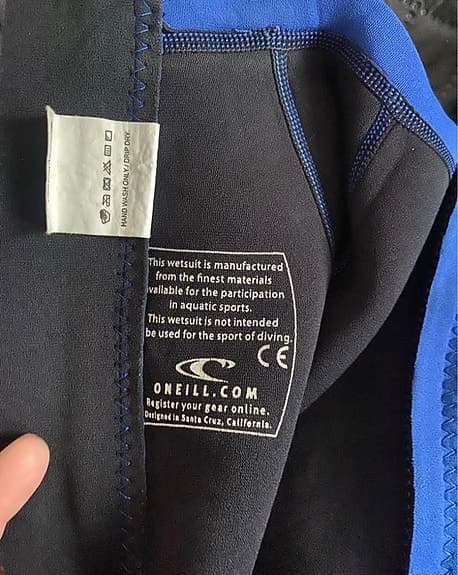 HAND WASH ONLY / DRIP DRY.
This wetsuit is manufactured
from the finest materials
vailable for the participation
in aquatic sports.
This wetsuit is not intended
be used for the sport of diving.
CE
ONEILL.COM
Register your gear online.
Designed in Santa Cruz, California.